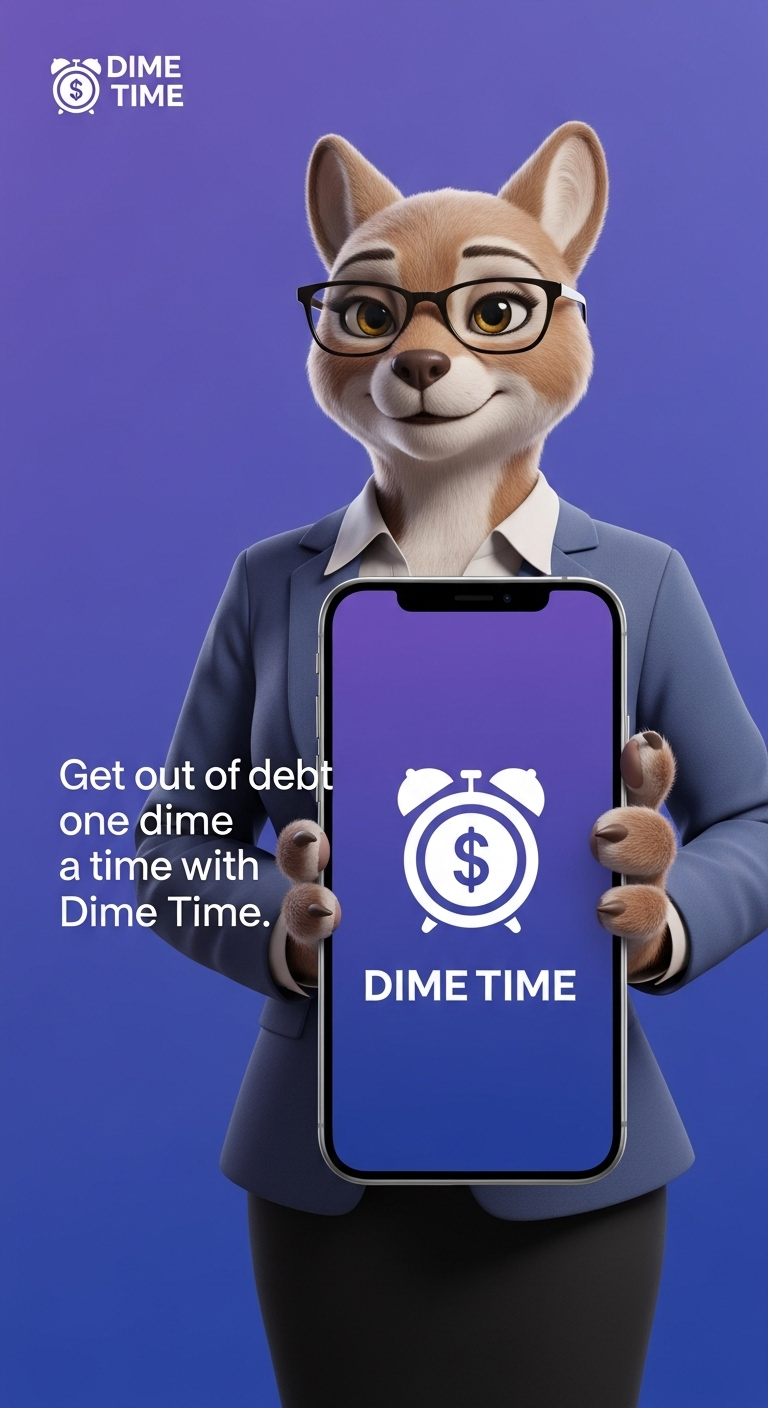 DIME
TIME
$
Get out of debt
one dime
a time with
Dime Time.
$
DIME TIME